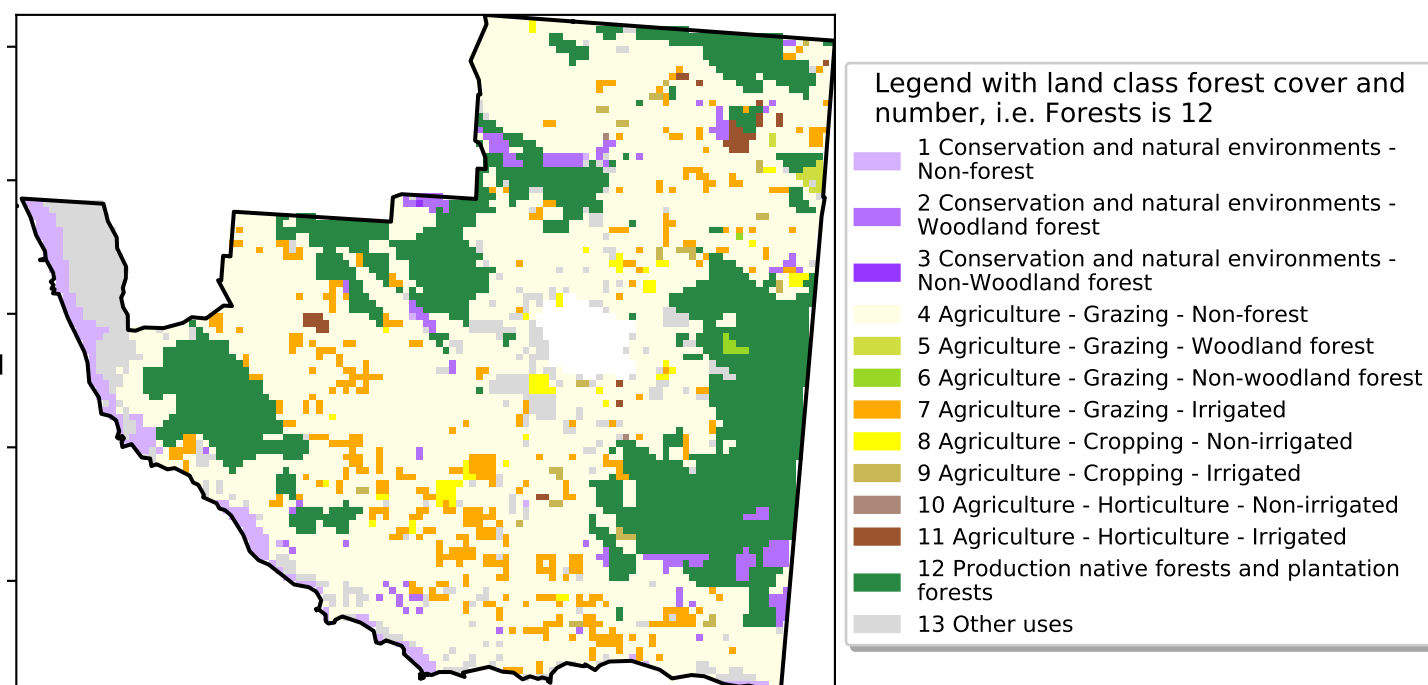 Legend with land class forest cover and
number, i.e. Forests is 12
1 Conservation and natural environments -
Non-forest
2 Conservation and natural environments -
Woodland forest
3 Conservation and natural environments -
Non-Woodland forest
4 Agriculture - Grazing - Non-forest
5 Agriculture - Grazing - Woodland forest
6 Agriculture - Grazing - Non-woodland forest
7 Agriculture - Grazing - Irrigated
8 Agriculture - Cropping - Non-irrigated
9 Agriculture - Cropping - Irrigated
10 Agriculture - Horticulture - Non-irrigated
11 Agriculture - Horticulture - Irrigated
12 Production native forests and plantation
forests
13 Other uses